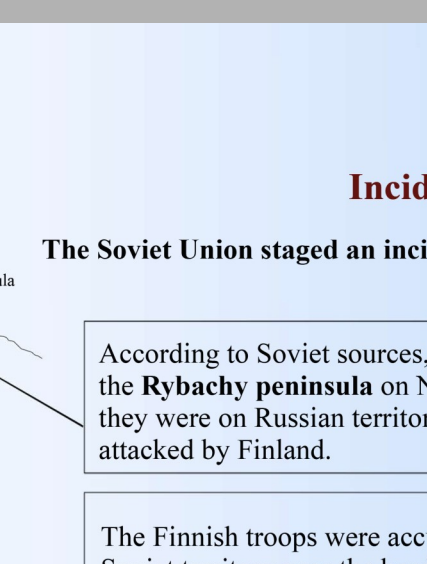 Incid
The Soviet Union staged an inci
la
According to Soviet sources,
the Rybachy peninsula on N
they were on Russian territor
attacked by Finland.
The Finnish troops were acc